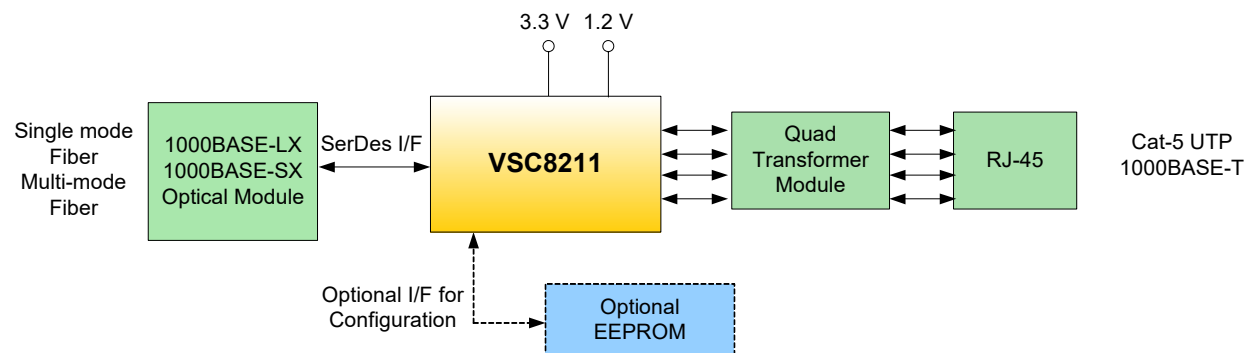 3.3 V
1.2 V
Single mode
Fiber
Multi-mode
Fiber
1000BASE-LX
1000BASE-SX
Optical Module
SerDes I/F
VSC8211
Quad
Transformer
Module
RJ-45
Cat-5 UTP
1000BASE-T
Optional I/F for
Configuration
Optional
EEPROM